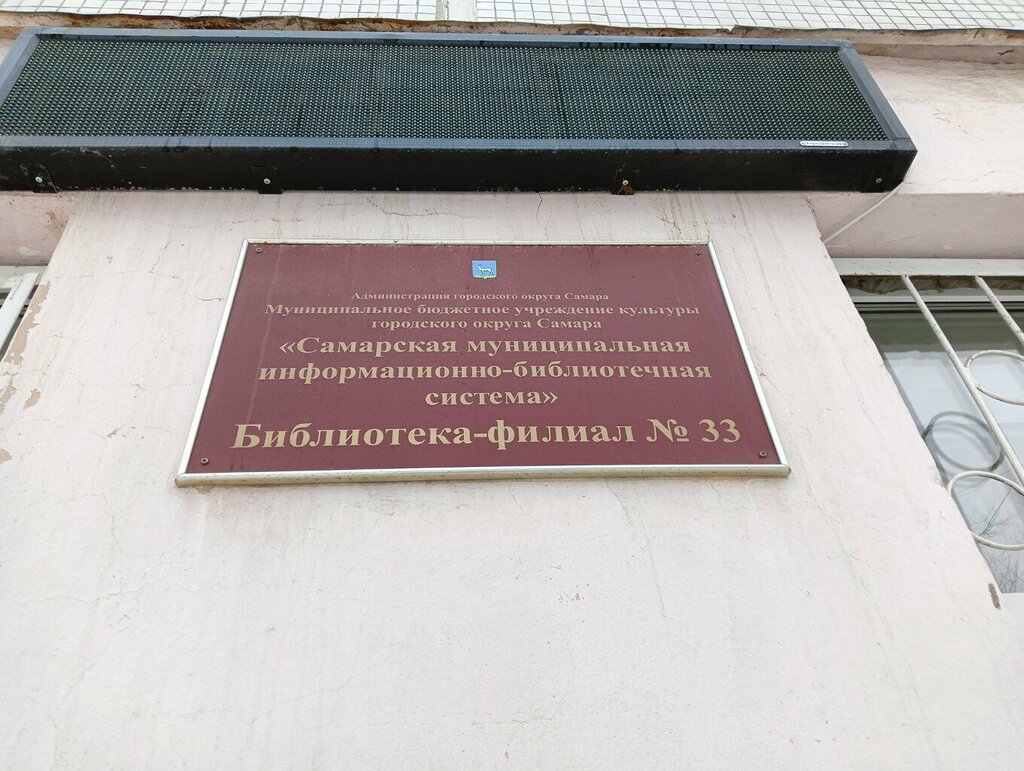 Администрация городского округа Самара
Муниципальное бюджетное учреждение культуры
городского округа Самара
«Самарская муниципальная
информационно-библиотечная
система»
Библиотека-филиал № 33